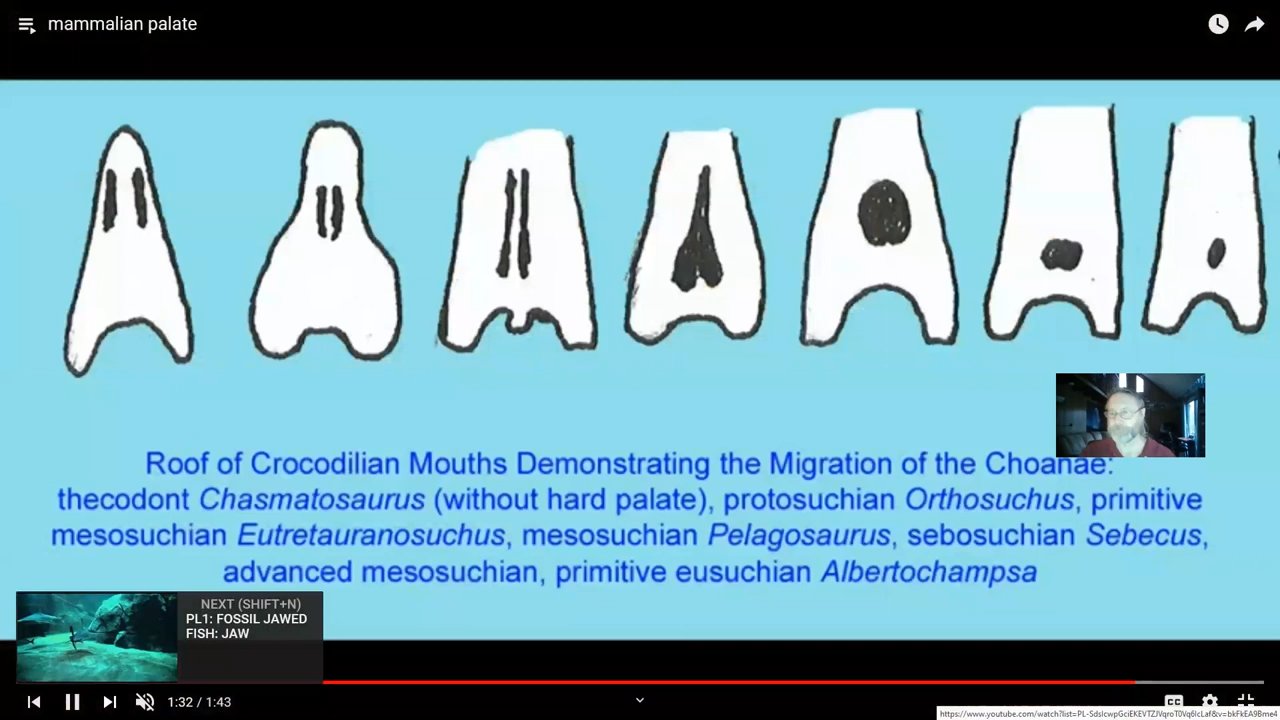 mammalian palate
Roof of Crocodilian Mouths Demonstrating the Migration of the Choanae:
thecodont Chasmatosaurus (without hard palate), protosuchian Orthosuchus, primitive
mesosuchian Eutretauranosuchus, mesosuchian Pelagosaurus, sebosuchian Sebecus,
advanced mesosuchian, primitive eusuchian Albertochampsa
NEXT (SHIFT+N)
PL1: FOSSIL JAWED
FISH: JAW
1:32 / 1:43
CC